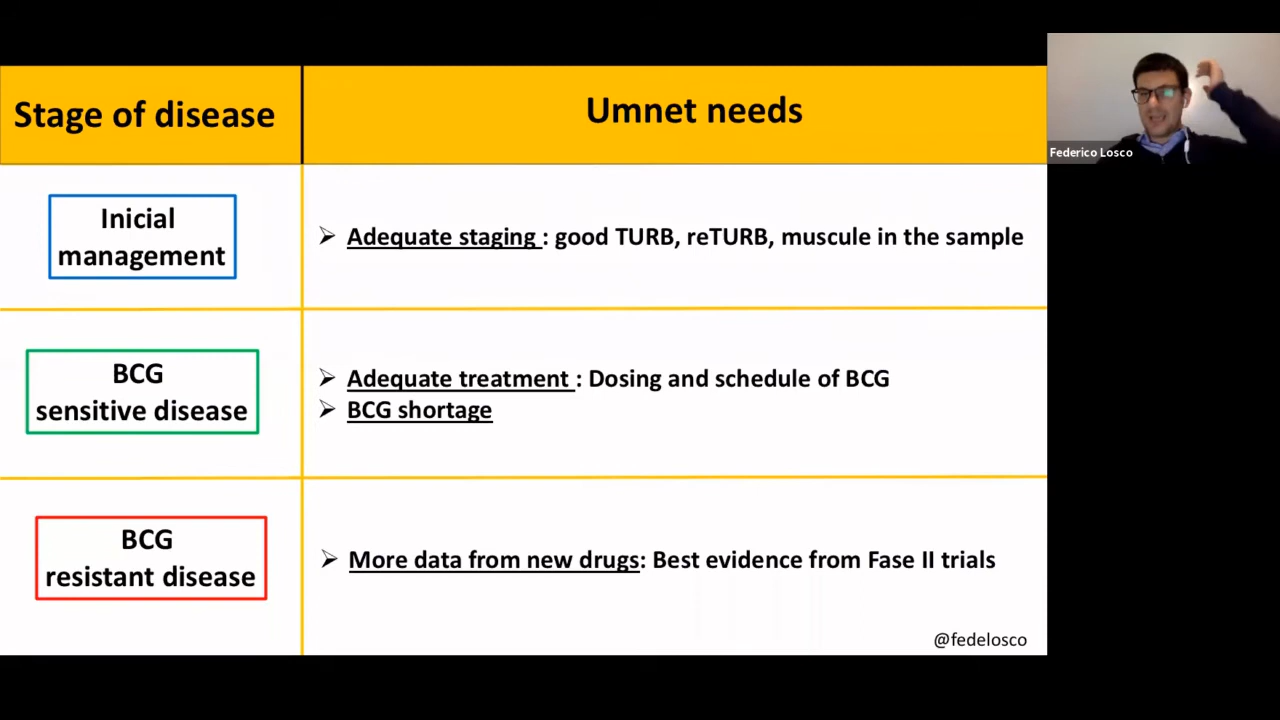 Stage of disease
Umnet needs
Inicial
management
➢ Adequate staging : good TURB, reTURB, muscule in the sample
BCG
sensitive disease
➢ Adequate treatment : Dosing and schedule of BCG
➢ BCG shortage
BCG
resistant disease
➢ More data from new drugs: Best evidence from Fase II trials
@fedelosco
Federico Losco